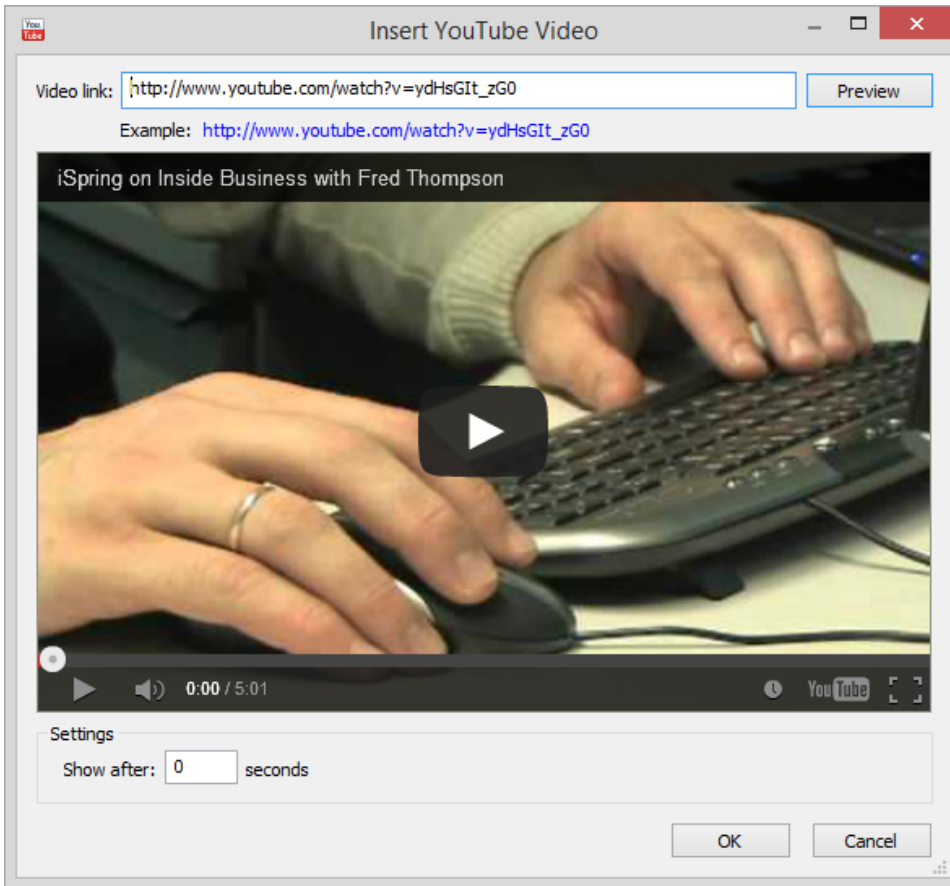 You Tube
Insert YouTube Video
Video link: http://www.youtube.com/watch?v=ydHsGIt_zG0 Preview
Example: http://www.youtube.com/watch?v=ydHsGIt_zG0
iSpring on Inside Business with Fred Thompson
0:00 / 5:01 YouTube
Settings
Show after: 0 seconds
OK Cancel